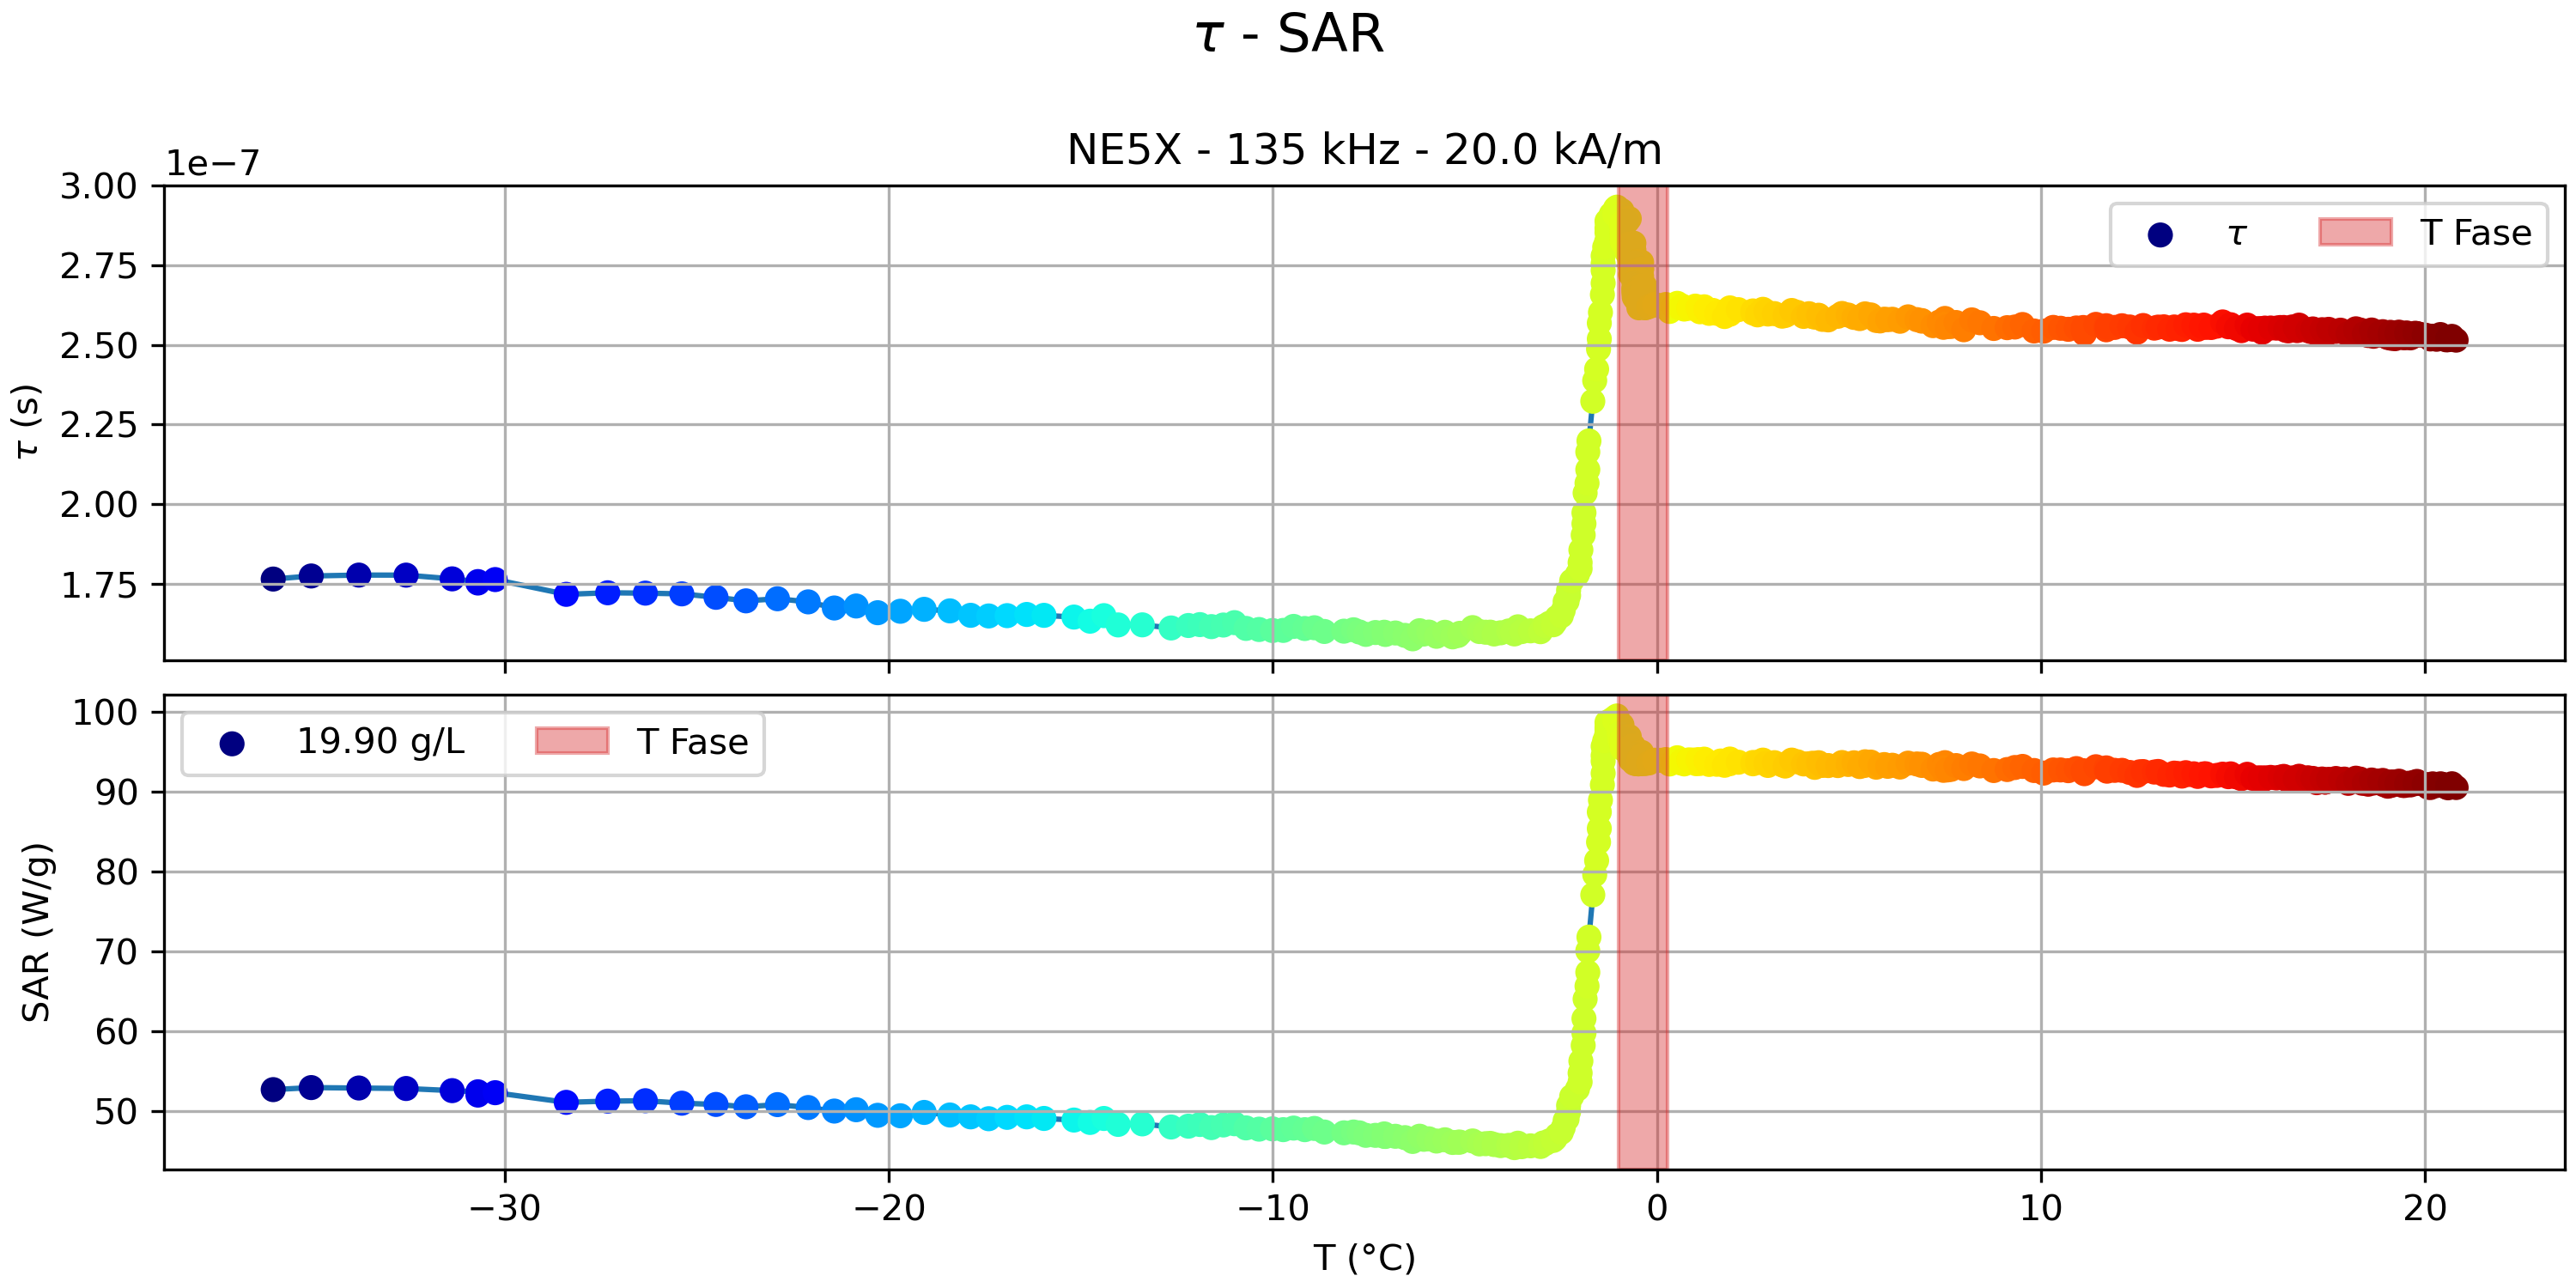 τ - SAR
NE5X - 135 kHz - 20.0 kA/m
1e−7
3.00
2.75
2.50
2.25
2.00
1.75
τ (s)
τ T Fase
100
90
80
70
60
50
SAR (W/g)
19.90 g/L T Fase
−30 −20 −10 0 10 20
T (°C)